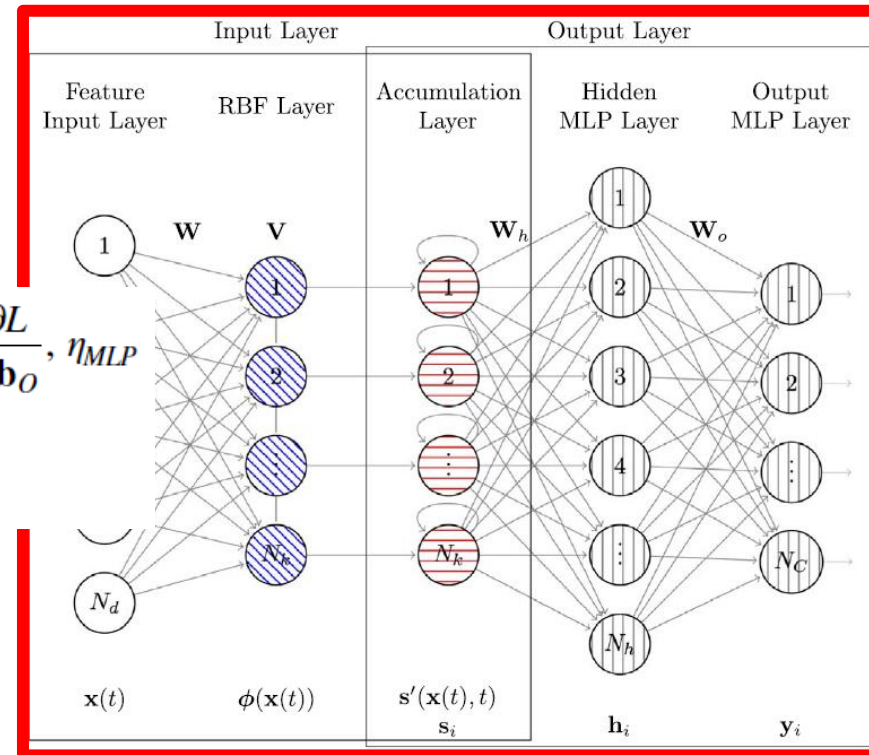 Input Layer
Output Layer
Feature
Input Layer
RBF Layer
Accumulation
Layer
Hidden
MLP Layer
Output
MLP Layer
W
V
W_h
W_o
1
N_d
1
2
⋮
N_k
1
2
⋮
N_k
1
2
3
4
⋮
N_h
1
2
⋮
N_C
∂L
b_O
, η_{MLP}
x(t)
ϕ(x(t))
s′(x(t), t)
s_i
h_i
y_i